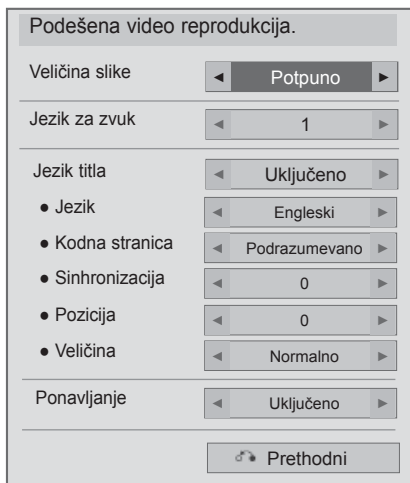 Podešena video reprodukcija.
Veličina slike ◄ Potpuno ►
Jezik za zvuk ◄ 1 ►
Jezik titla ◄ Uključeno ►
● Jezik ◄ Engleski ►
● Kodna stranica ◄ Podrazumevano ►
● Sinhronizacija ◄ 0 ►
● Pozicija ◄ 0 ►
● Veličina ◄ Normalno ►
Ponavljanje ◄ Uključeno ►
Prethodni